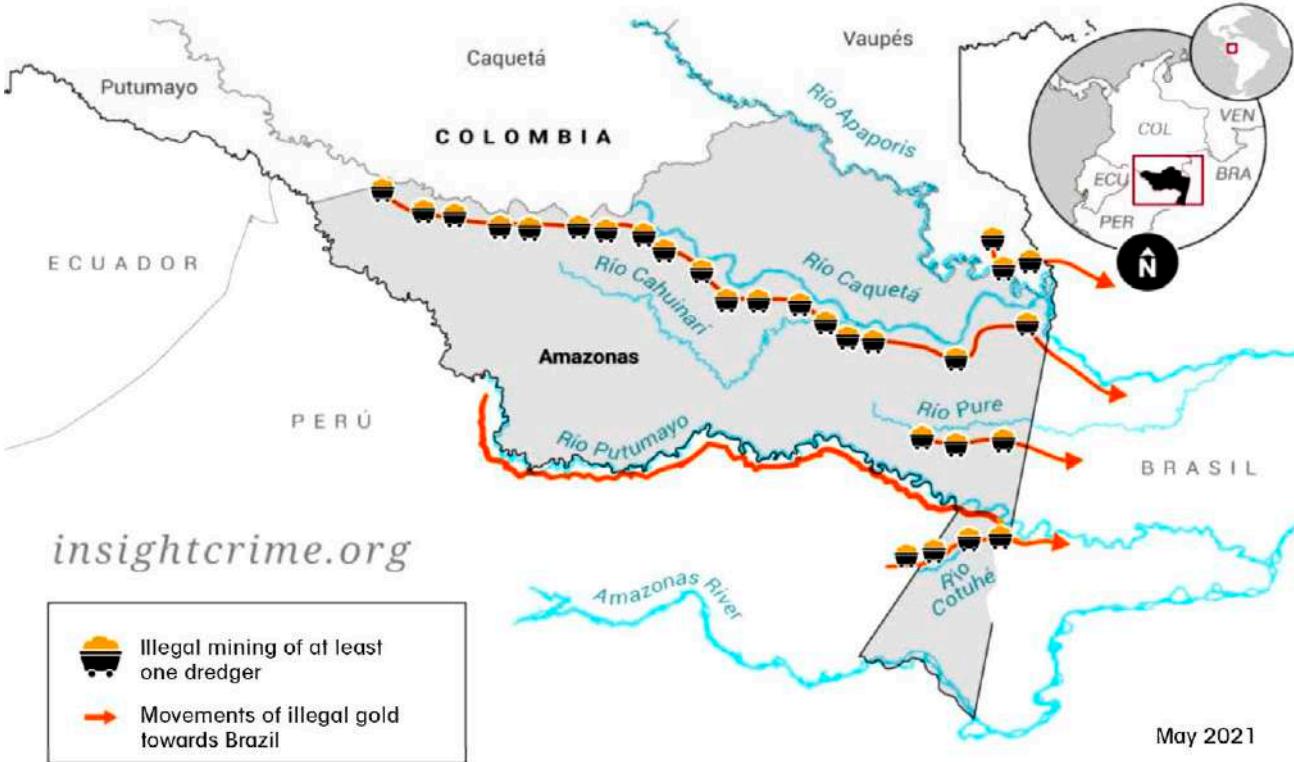 Putumayo
Caquetá
Vaupés
COLOMBIA
Río Apaporis
COL
VEN
ECU
BRA
PER
N
ECUADOR
Río Cahuinarí
Río Caquetá
Amazonas
PERÚ
Río Putumayo
Río Pure
BRASIL
insightcrime.org
Río
Cotuhé
Amazonas River
Illegal mining of at least
one dredger
Movements of illegal gold
towards Brazil
May 2021